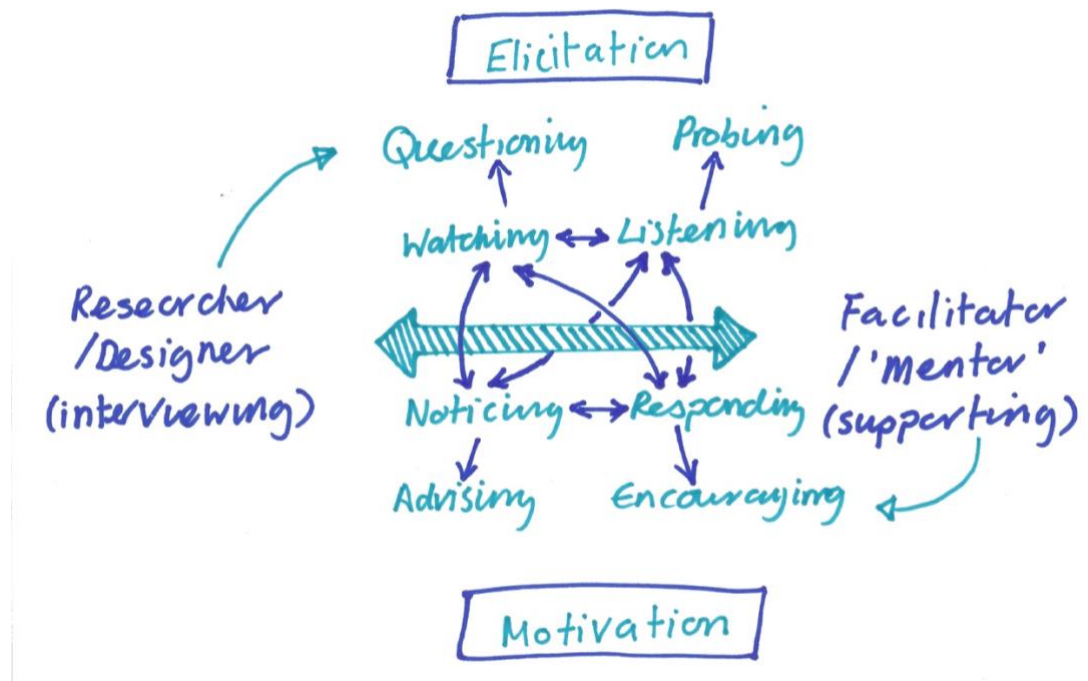 Elicitation
Questioning
Probing
Watching
Listening
Researcher
/Designer
(interviewing)
Facilitator
/'mentor'
(supporting)
Noticing
Responding
Advising
Encouraging
Motivation